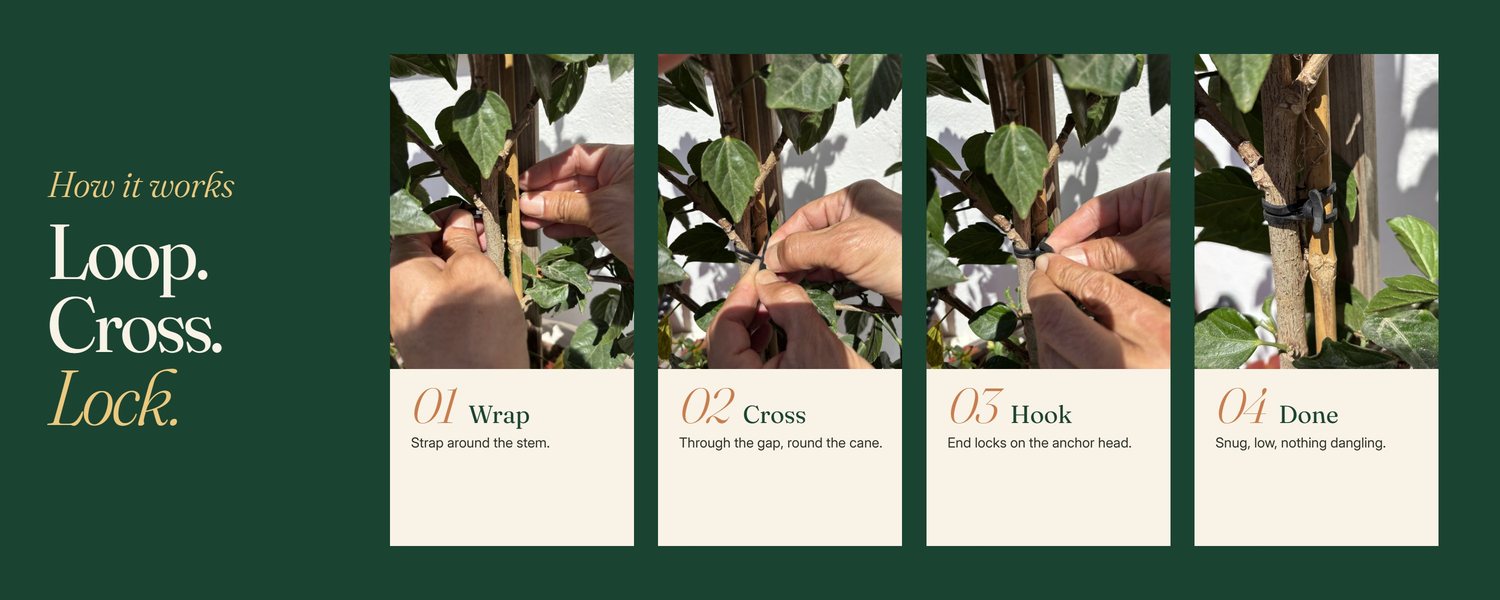 How it works
Loop.
Cross.
Lock.
01 Wrap
Strap around the stem.
02 Cross
Through the gap, round the cane.
03 Hook
End locks on the anchor head.
04 Done
Snug, low, nothing dangling.